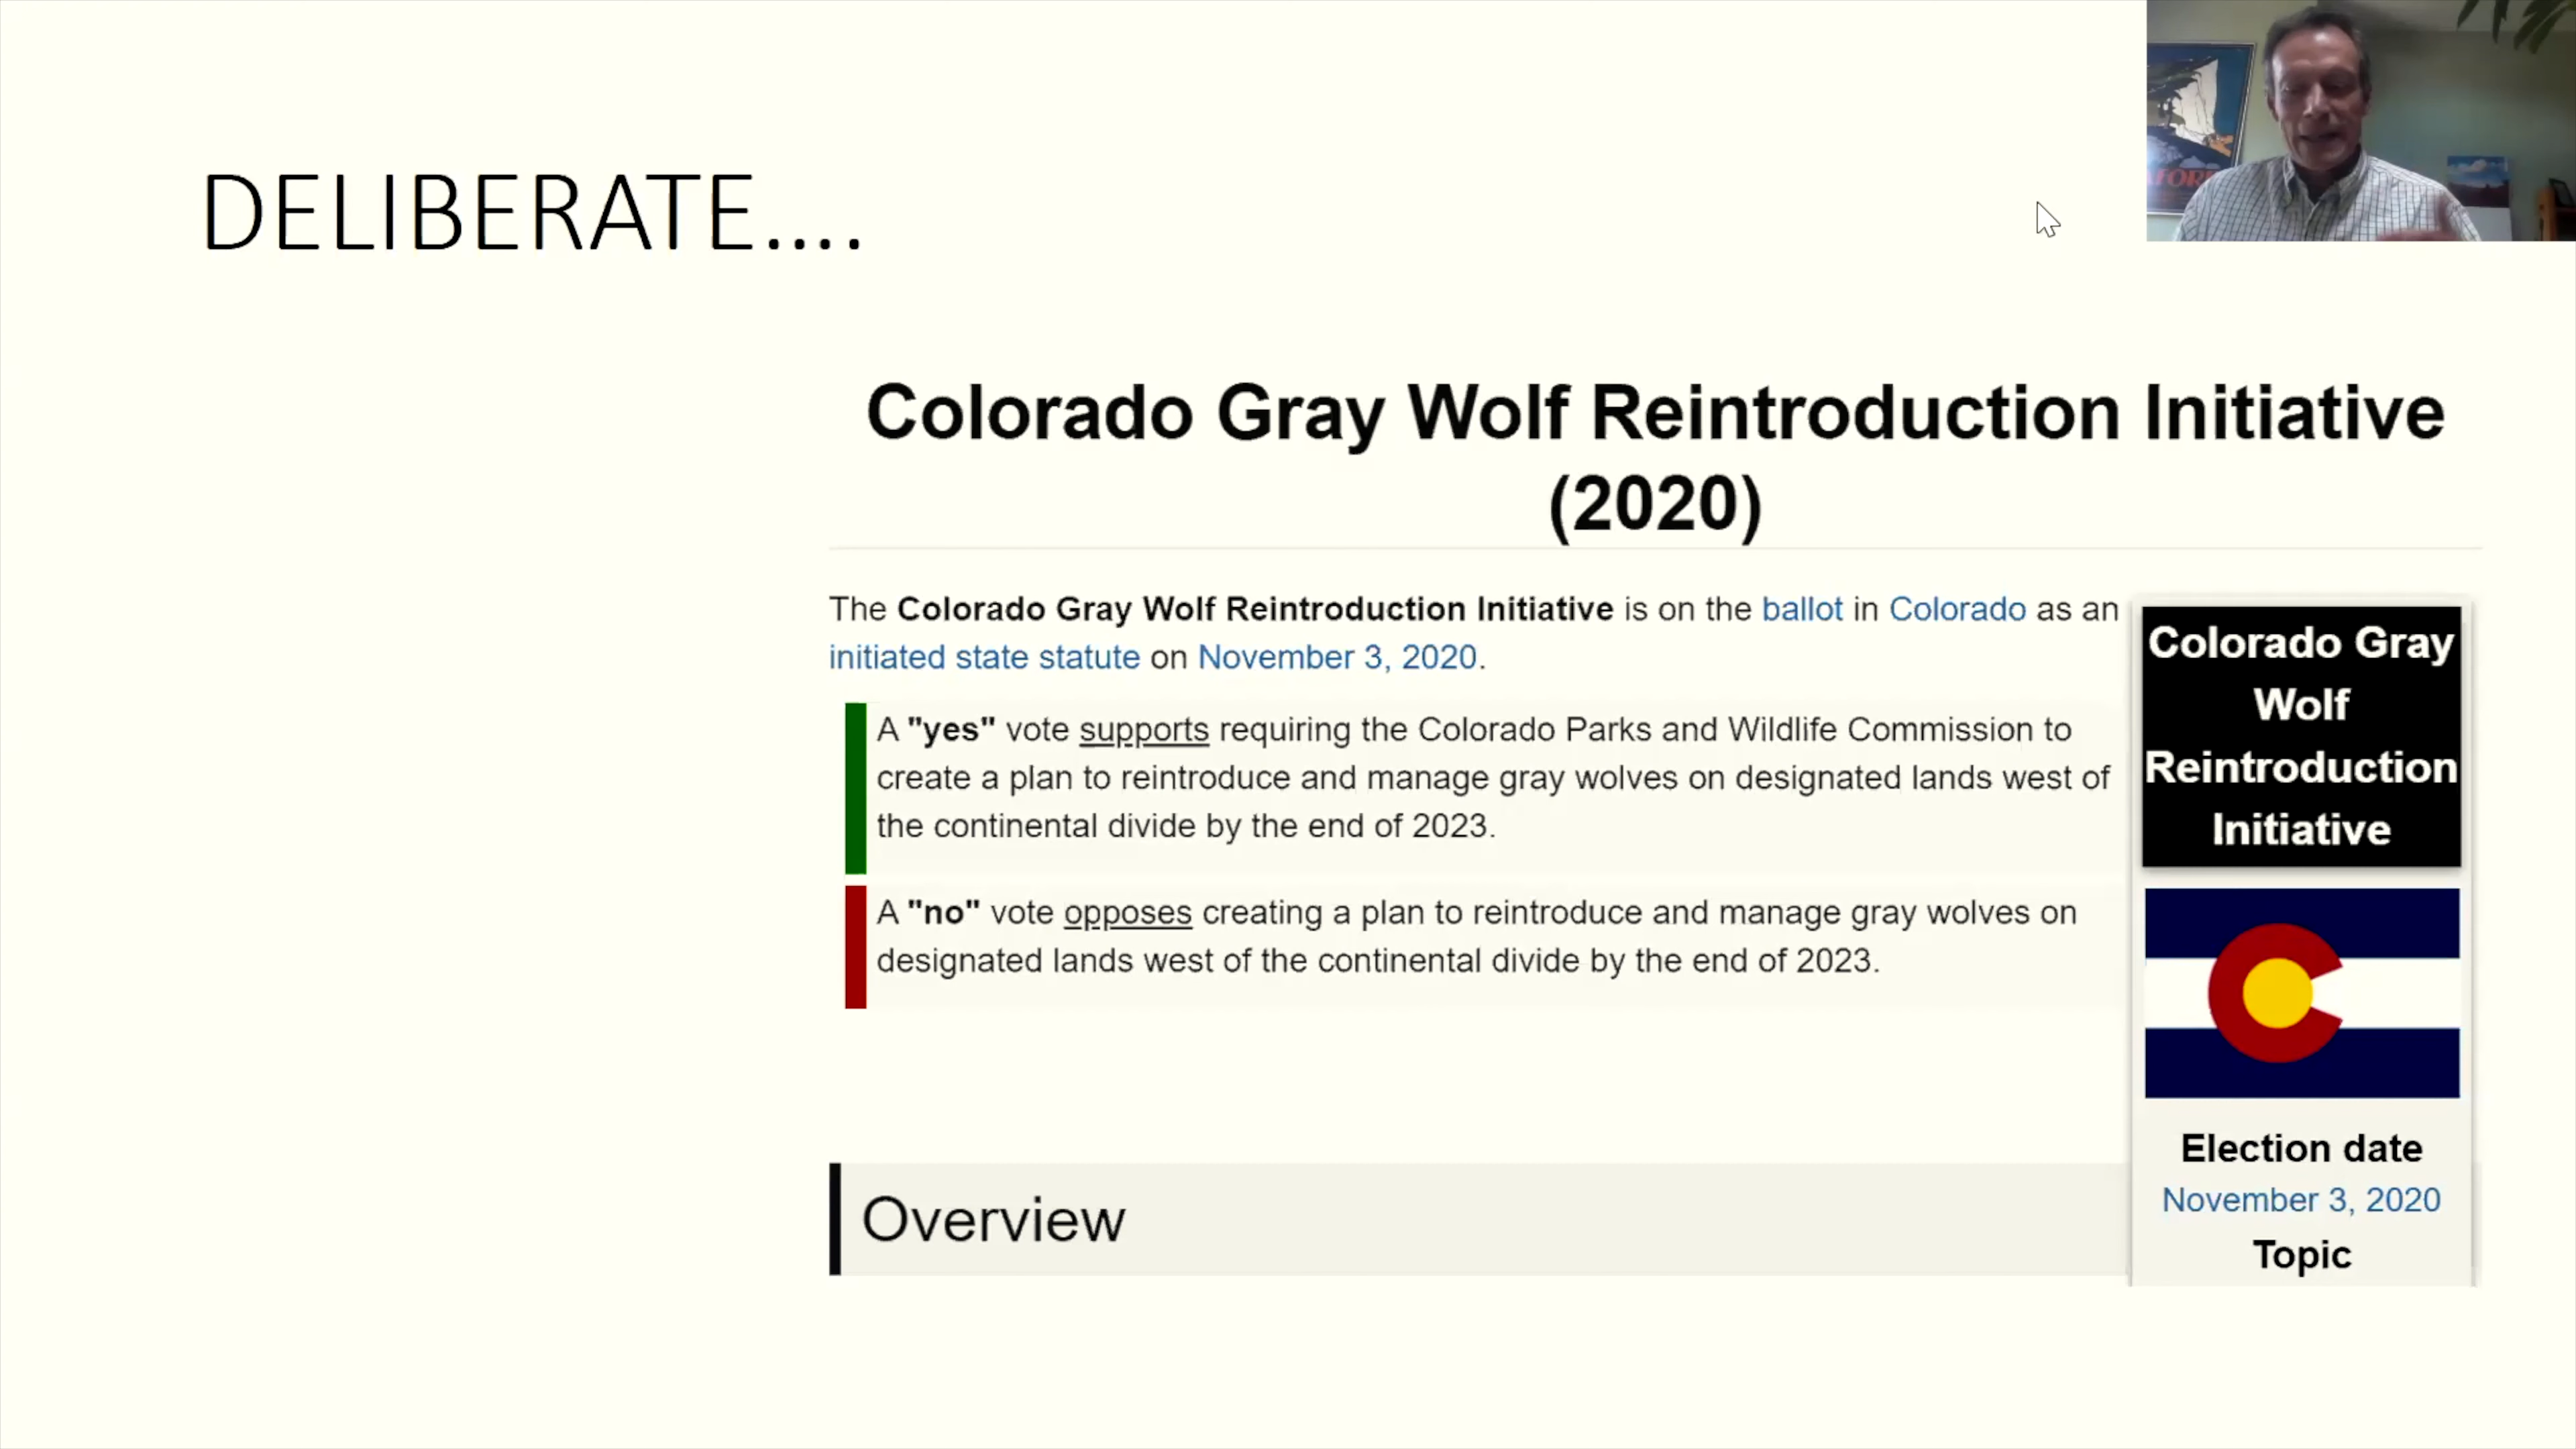 DELIBERATE....
Colorado Gray Wolf Reintroduction Initiative
(2020)
The Colorado Gray Wolf Reintroduction Initiative is on the ballot in Colorado as an
initiated state statute on November 3, 2020.
A "yes" vote supports requiring the Colorado Parks and Wildlife Commission to
create a plan to reintroduce and manage gray wolves on designated lands west of
the continental divide by the end of 2023.
A "no" vote opposes creating a plan to reintroduce and manage gray wolves on
designated lands west of the continental divide by the end of 2023.
Overview
Colorado Gray
Wolf
Reintroduction
Initiative
Election date
November 3, 2020
Topic